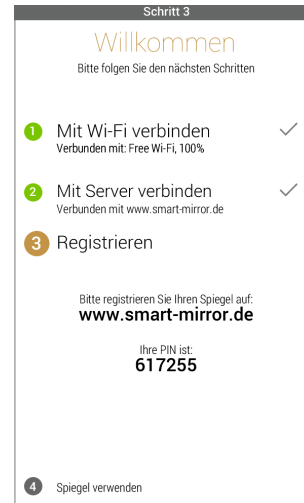 Schritt 3
Willkommen
Bitte folgen Sie den nächsten Schritten
1 Mit Wi-Fi verbinden
Verbunden mit: Free Wi-Fi, 100%
2 Mit Server verbinden
Verbunden mit www.smart-mirror.de
3 Registrieren
Bitte registrieren Sie Ihren Spiegel auf:
www.smart-mirror.de
Ihre PIN ist:
617255
4 Spiegel verwenden